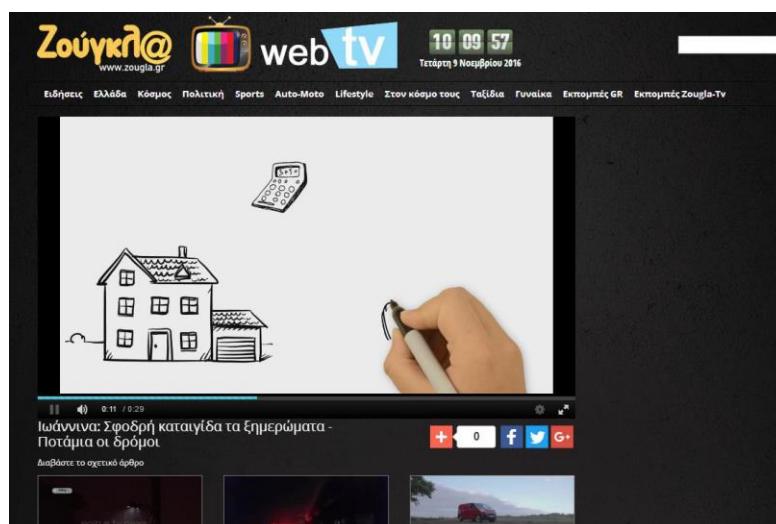 Ζούγκλ@
www.zougla.gr
web tv
10 09 57
Τετάρτη 9 Νοεμβρίου 2016
Ειδήσεις Ελλάδα Κόσμος Πολιτική Sports Auto-Moto Lifestyle Στον κόσμο τους Ταξίδια Γυναίκα Εκπομπές GR Εκπομπές Zougla-Tv
0:11 / 0:29
Ιωάννινα: Σφοδρή καταιγίδα τα ξημερώματα -
Ποτάμια οι δρόμοι
+ 0 f G+
Διαβάστε το σχετικό άρθρο